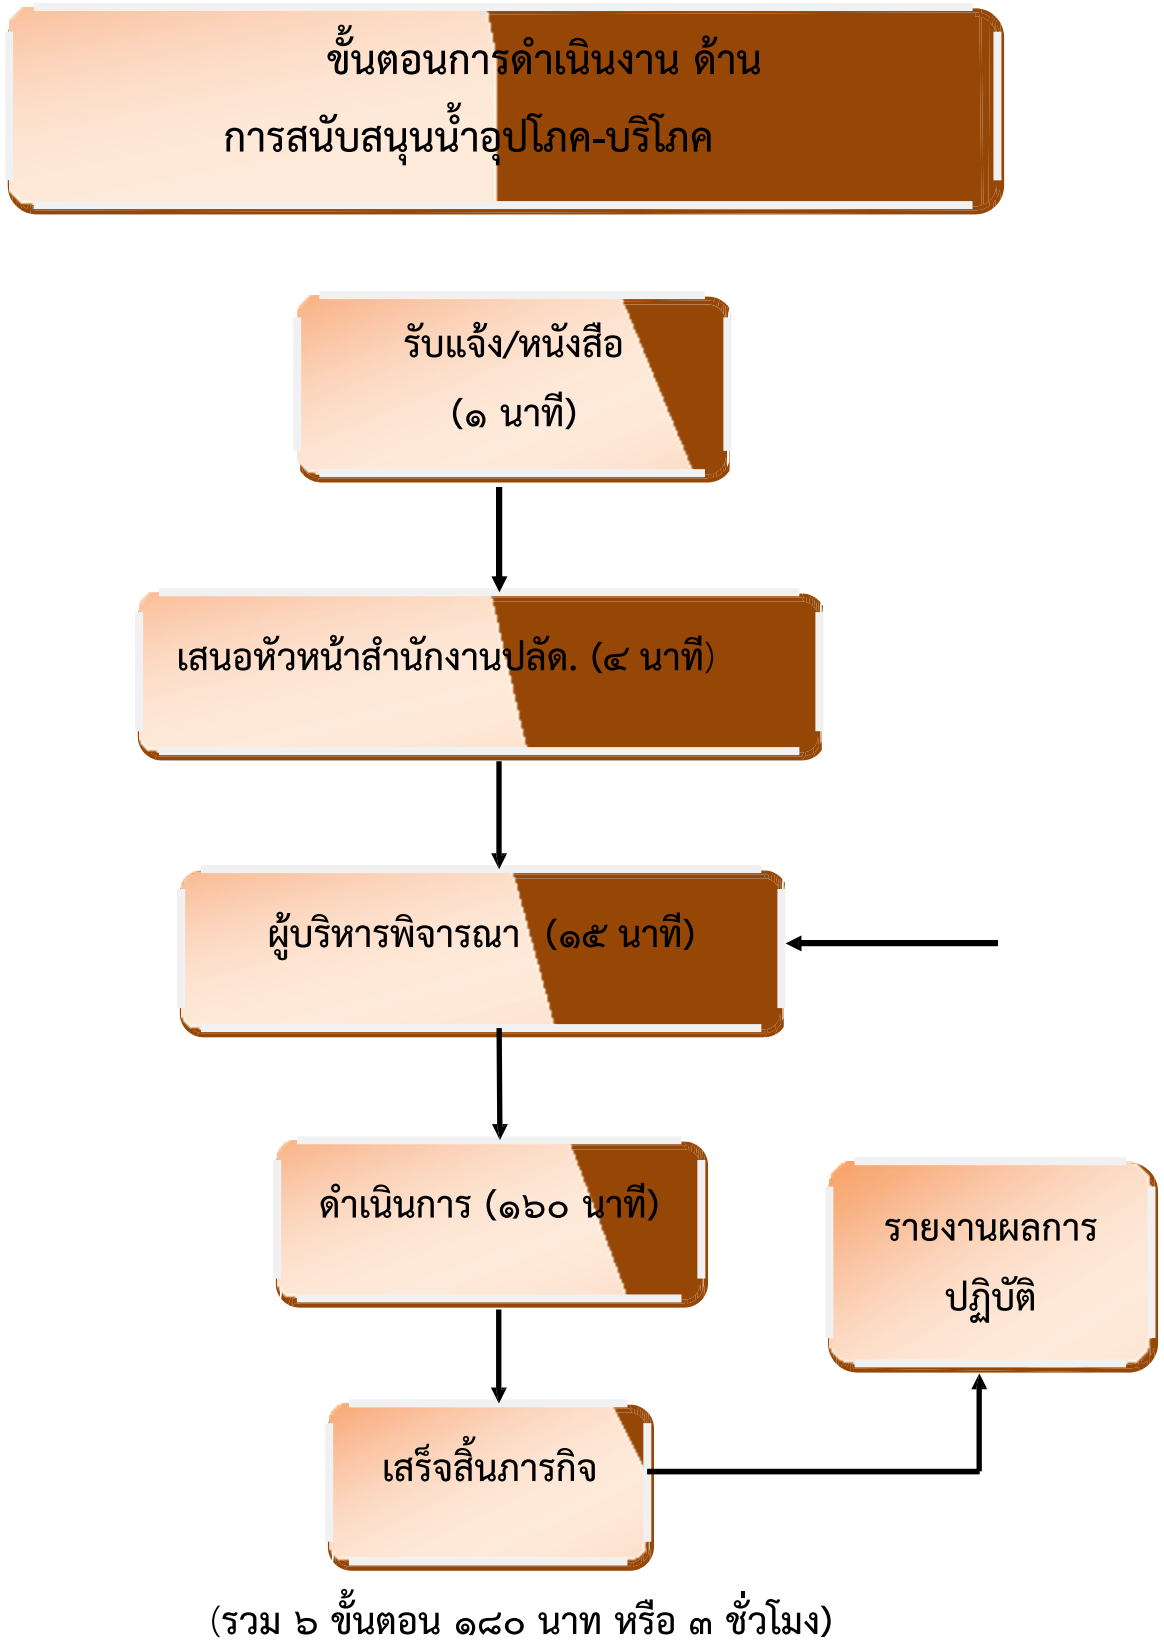 ขั้นตอนการดำเนินงาน ด้าน
การสนับสนุนน้ำอุปโภค-บริโภค
รับแจ้ง/หนังสือ
(๑ นาที)
เสนอหัวหน้าสำนักงานปลัด. (๔ นาที)
ผู้บริหารพิจารณา (๑๕ นาที)
ดำเนินการ (๑๖๐ นาที)
รายงานผลการ
ปฏิบัติ
เสร็จสิ้นภารกิจ
(รวม ๖ ขั้นตอน ๑๘๐ นาท หรือ ๓ ชั่วโมง)